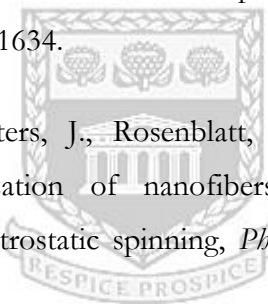 1634.
ters, J., Rosenblatt,
ation of nanofibers
trostatic spinning, Ph
RESPICE PROSPICE